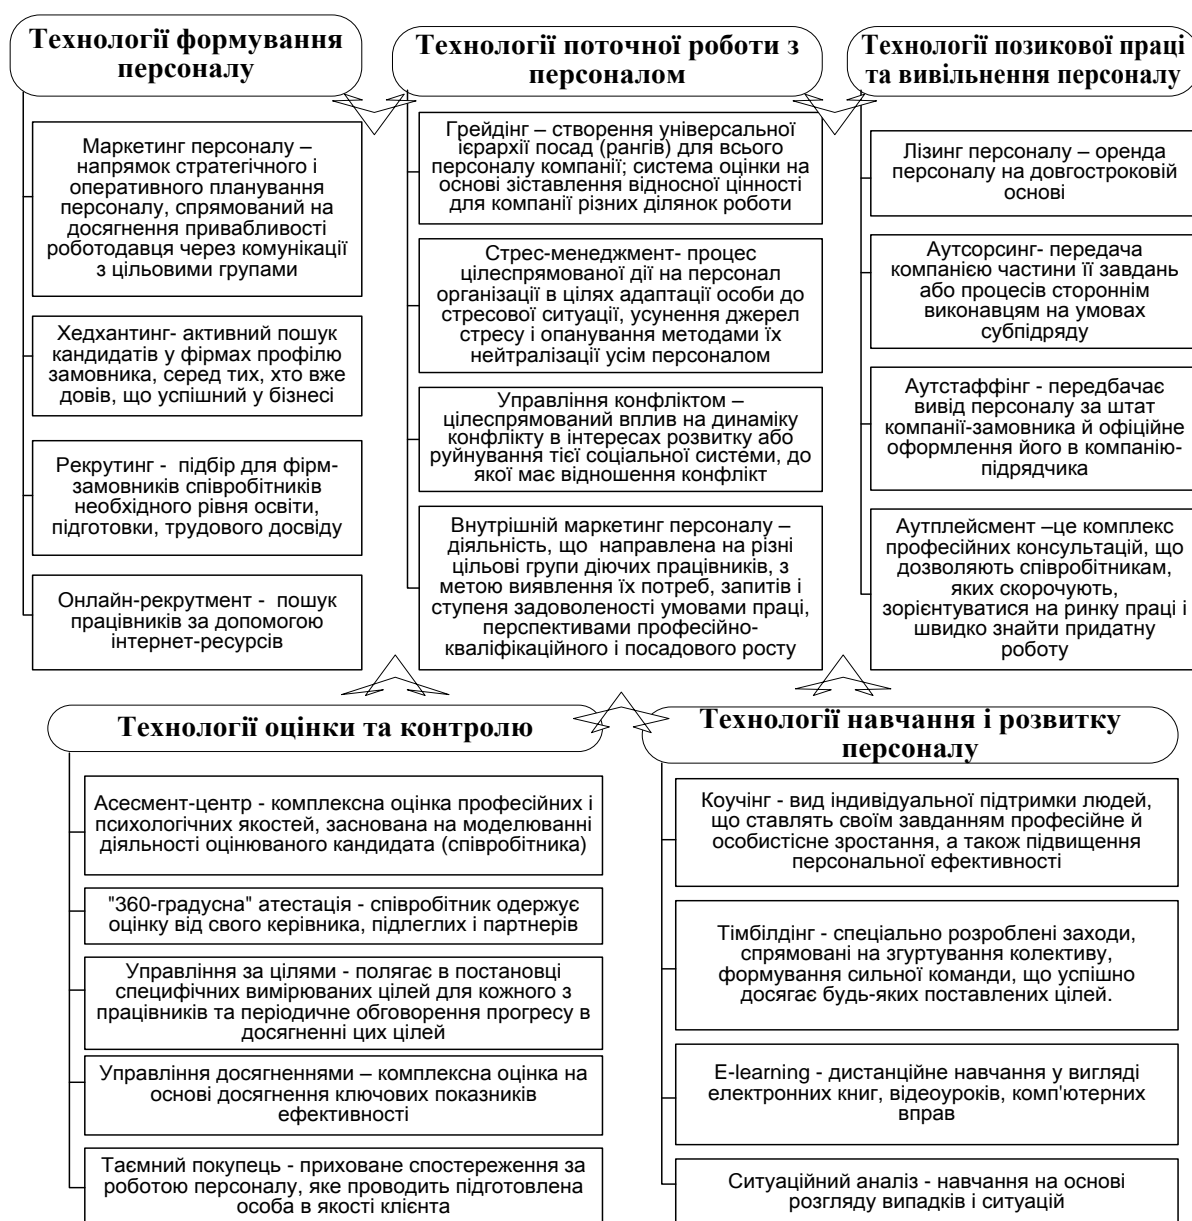 Технології формування
персоналу
Маркетинг персоналу –
напрямок стратегічного і
оперативного планування
персоналу, спрямований на
досягнення привабливості
роботодавця через комунікації
з цільовими групами
Хедхантинг- активний пошук
кандидатів у фірмах профілю
замовника, серед тих, хто вже
довів, що успішний у бізнесі
Рекрутинг - підбір для фірм-
замовників співробітників
необхідного рівня освіти,
підготовки, трудового досвіду
Онлайн-рекрутмент - пошук
працівників за допомогою
інтернет-ресурсів
Технології поточної роботи з
персоналом
Грейдінг – створення універсальної
ієрархії посад (рангів) для всього
персоналу компанії; система оцінки на
основі зіставлення відносної цінності
для компанії різних ділянок роботи
Стрес-менеджмент- процес
цілеспрямованої дії на персонал
організації в цілях адаптації особи до
стресової ситуації, усунення джерел
стресу і опанування методами їх
нейтралізації усім персоналом
Управління конфліктом –
цілеспрямований вплив на динаміку
конфлікту в інтересах розвитку або
руйнування тієї соціальної системи, до
якої має відношення конфлікт
Внутрішній маркетинг персоналу –
діяльність, що направлена на різні
цільові групи діючих працівників, з
метою виявлення їх потреб, запитів і
ступеня задоволеності умовами праці,
перспективами професійно-
кваліфікаційного і посадового росту
Технології позикової праці
та вивільнення персоналу
Лізинг персоналу – оренда
персоналу на довгостроковій
основі
Аутсорсинг- передача
компанією частини її завдань
або процесів стороннім
виконавцям на умовах
субпідряду
Аутстаффінг - передбачає
вивід персоналу за штат
компанії-замовника й офіційне
оформлення його в компанію-
підрядчика
Аутплейсмент –це комплекс
професійних консультацій, що
дозволяють співробітникам,
яких скорочують,
зорієнтуватися на ринку праці і
швидко знайти придатну
роботу
Технології оцінки та контролю
Асесмент-центр - комплексна оцінка професійних і
психологічних якостей, заснована на моделюванні
діяльності оцінюваного кандидата (співробітника)
"360-градусна" атестація - співробітник одержує
оцінку від свого керівника, підлеглих і партнерів
Управління за цілями - полягає в постановці
специфічних вимірюваних цілей для кожного з
працівників та періодичне обговорення прогресу в
досягненні цих цілей
Управління досягненнями – комплексна оцінка на
основі досягнення ключових показників
ефективності
Таємний покупець - приховане спостереження за
роботою персоналу, яке проводить підготовлена
особа в якості клієнта
Технології навчання і розвитку
персоналу
Коучінг - вид індивідуальної підтримки людей,
що ставлять своїм завданням професійне й
особистісне зростання, а також підвищення
персональної ефективності
Тімбілдінг - спеціально розроблені заходи,
спрямовані на згуртування колективу,
формування сильної команди, що успішно
досягає будь-яких поставлених цілей.
E-learning - дистанційне навчання у вигляді
електронних книг, відеоуроків, комп'ютерних
вправ
Ситуаційний аналіз - навчання на основі
розгляду випадків і ситуацій